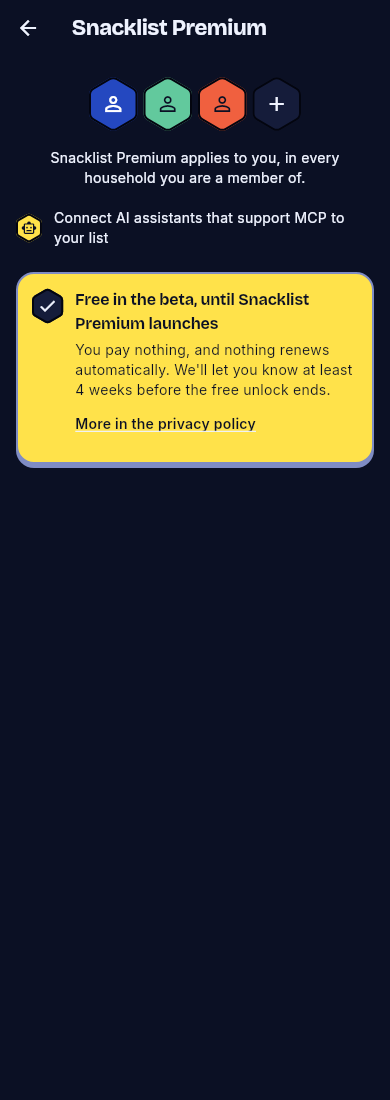 Snacklist Premium
Snacklist Premium applies to you, in every
household you are a member of.
Connect AI assistants that support MCP to
your list
Free in the beta, until Snacklist
Premium launches
You pay nothing, and nothing renews
automatically. We'll let you know at least
4 weeks before the free unlock ends.
More in the privacy policy